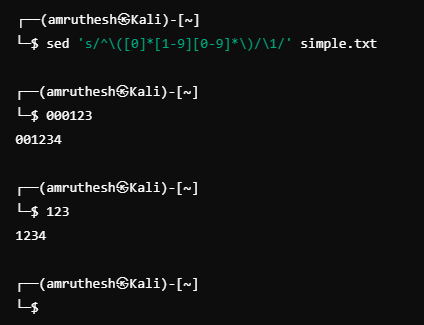 ┌──(amruthesh㉿Kali)-[~]
└─$ sed 's/^\([0]*[1-9][0-9]*\)/\1/' simple.txt
┌──(amruthesh㉿Kali)-[~]
└─$ 000123
001234
┌──(amruthesh㉿Kali)-[~]
└─$ 123
1234
┌──(amruthesh㉿Kali)-[~]
└─$